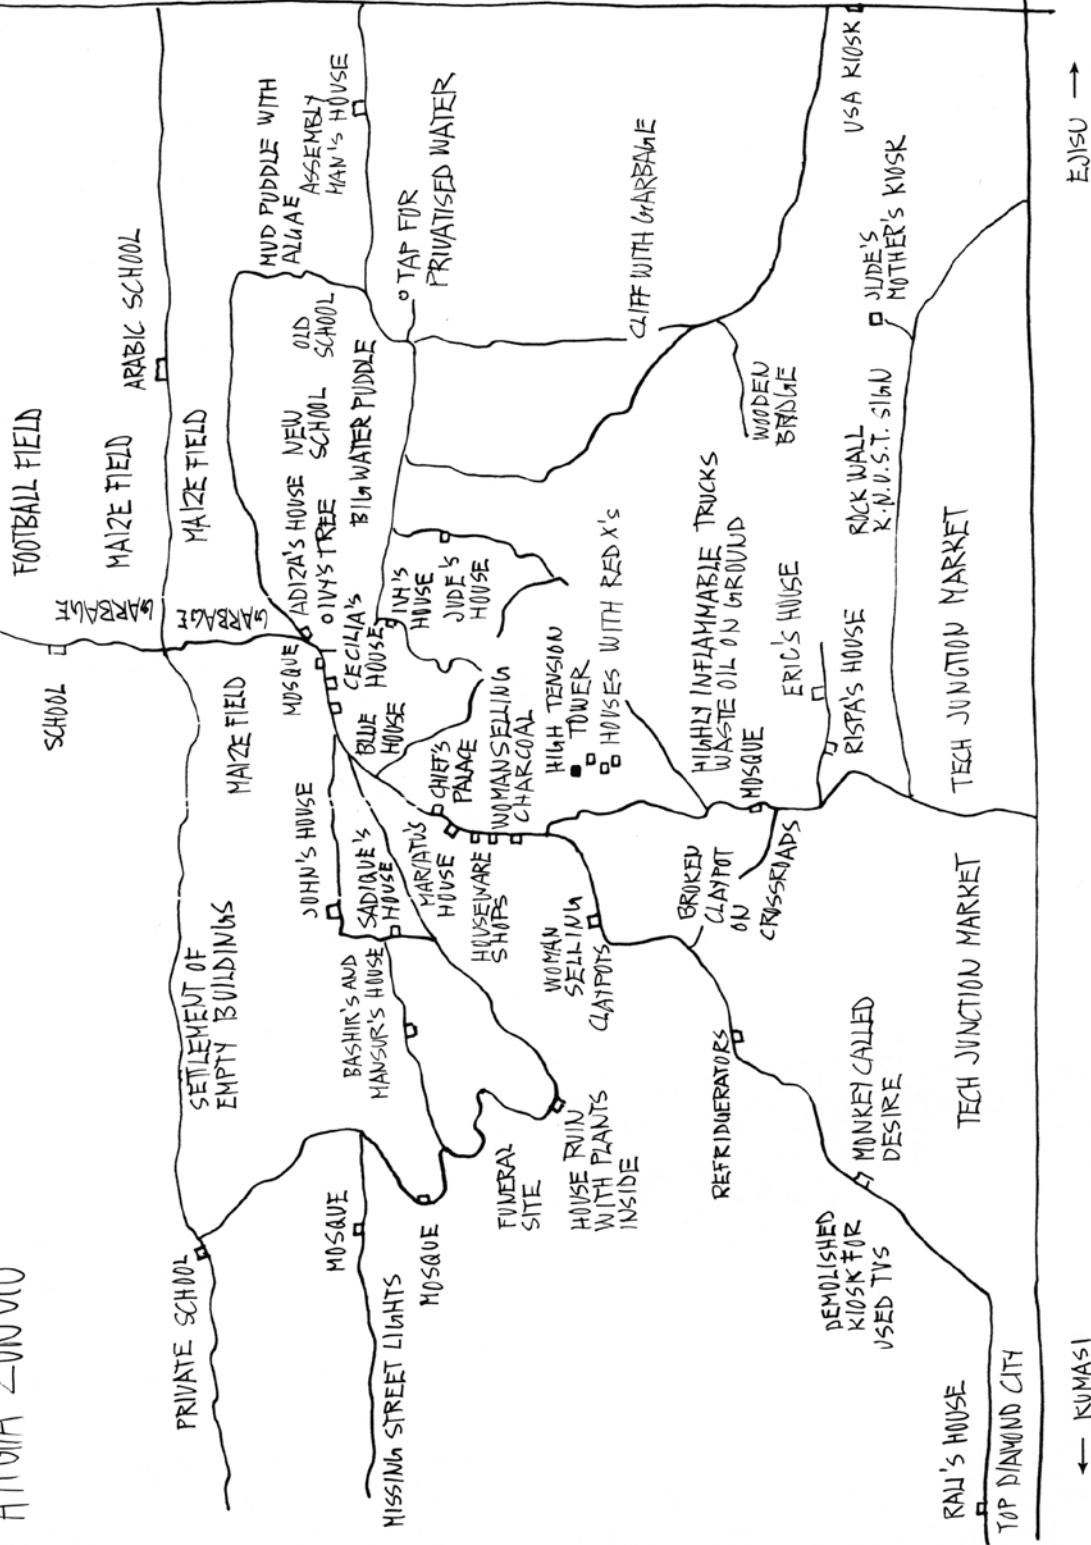 FOOTBALL FIELD
SCHOOL
GARBAGE
MAIZE FIELD
ARABIC SCHOOL
GARBAGE
GARBAGE
MAIZE FIELD
PRIVATE SCHOOL
SETTLEMENT OF
EMPTY BUILDINGS
MAIZE FIELD
MUD PUDDLE WITH
ALGAE
ASSEMBLY
MAN'S HOUSE
MOSQUE
ADIZA'S HOUSE
IVY'S TREE
NEW
SCHOOL
OLD
SCHOOL
JOHN'S HOUSE
CECILIA'S
HOUSE
BIG WATER PUDDLE
TAP FOR
PRIVATISED WATER
MOSQUE
BASHIR'S AND
MANSUR'S HOUSE
SADIQUE'S
HOUSE
BLUE
HOUSE
IVY'S
HOUSE
JUDE'S
HOUSE
MISSING STREET LIGHTS
MOSQUE
MARIATU'S
HOUSE
CHIEF'S
PALACE
HOUSEWARE
SHOPS
WOMAN SELLING
CHARCOAL
FUNERAL
SITE
HIGH TENSION
TOWER
HOUSES WITH RED X'S
CLIFF WITH GARBAGE
HOUSE RUIN
WITH PLANTS
INSIDE
WOMAN
SELLING
CLAYPOTS
BROKEN
CLAYPOT
ON
CROSSROADS
HIGHLY INFLAMMABLE TRUCKS
WASTE OIL ON GROUND
MOSQUE
WOODEN
BRIDGE
REFRIDGERATORS
ERIC'S HOUSE
RISPA'S HOUSE
ROCK WALL
K.N.U.S.T. SIGN
JUDE'S
MOTHER'S KIOSK
USA KIOSK
DEMOLISHED
KIOSK FOR
USED TVS
MONKEY CALLED
DESIRE
TECH JUNCTION MARKET
TECH JUNCTION MARKET
TOP DIAMOND CITY
← KUMASI
EJISU →